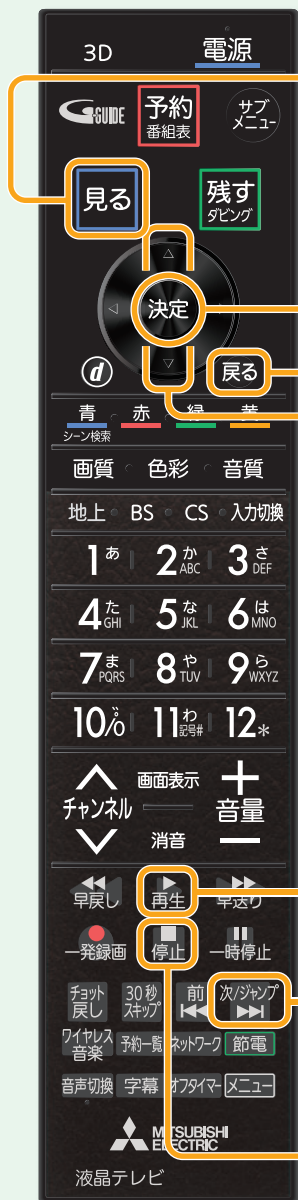 3D 電源
G-GUIDE 予約 番組表 サブメニュー
見る 残す ダビング
決定
d 戻る
青 赤 緑 黄
シーン検索
画質 色彩 音質
地上 BS CS 入力切換
1 あ 2 か ABC 3 さ DEF
4 た GHI 5 な JKL 6 は MNO
7 ま PQRS 8 や TUV 9 ら WXYZ
10/0 11 わ 記号# 12 *
チャンネル 画面表示 + 音量
消音 −
早戻し 再生 早送り
一発録画 停止 一時停止
チョット戻し 30秒スキップ 前 次/ジャンプ
ワイヤレス音楽 予約一覧 ネットワーク 節電
音声切換 字幕 オフタイマー メニュー
MITSUBISHI
ELECTRIC
液晶テレビ